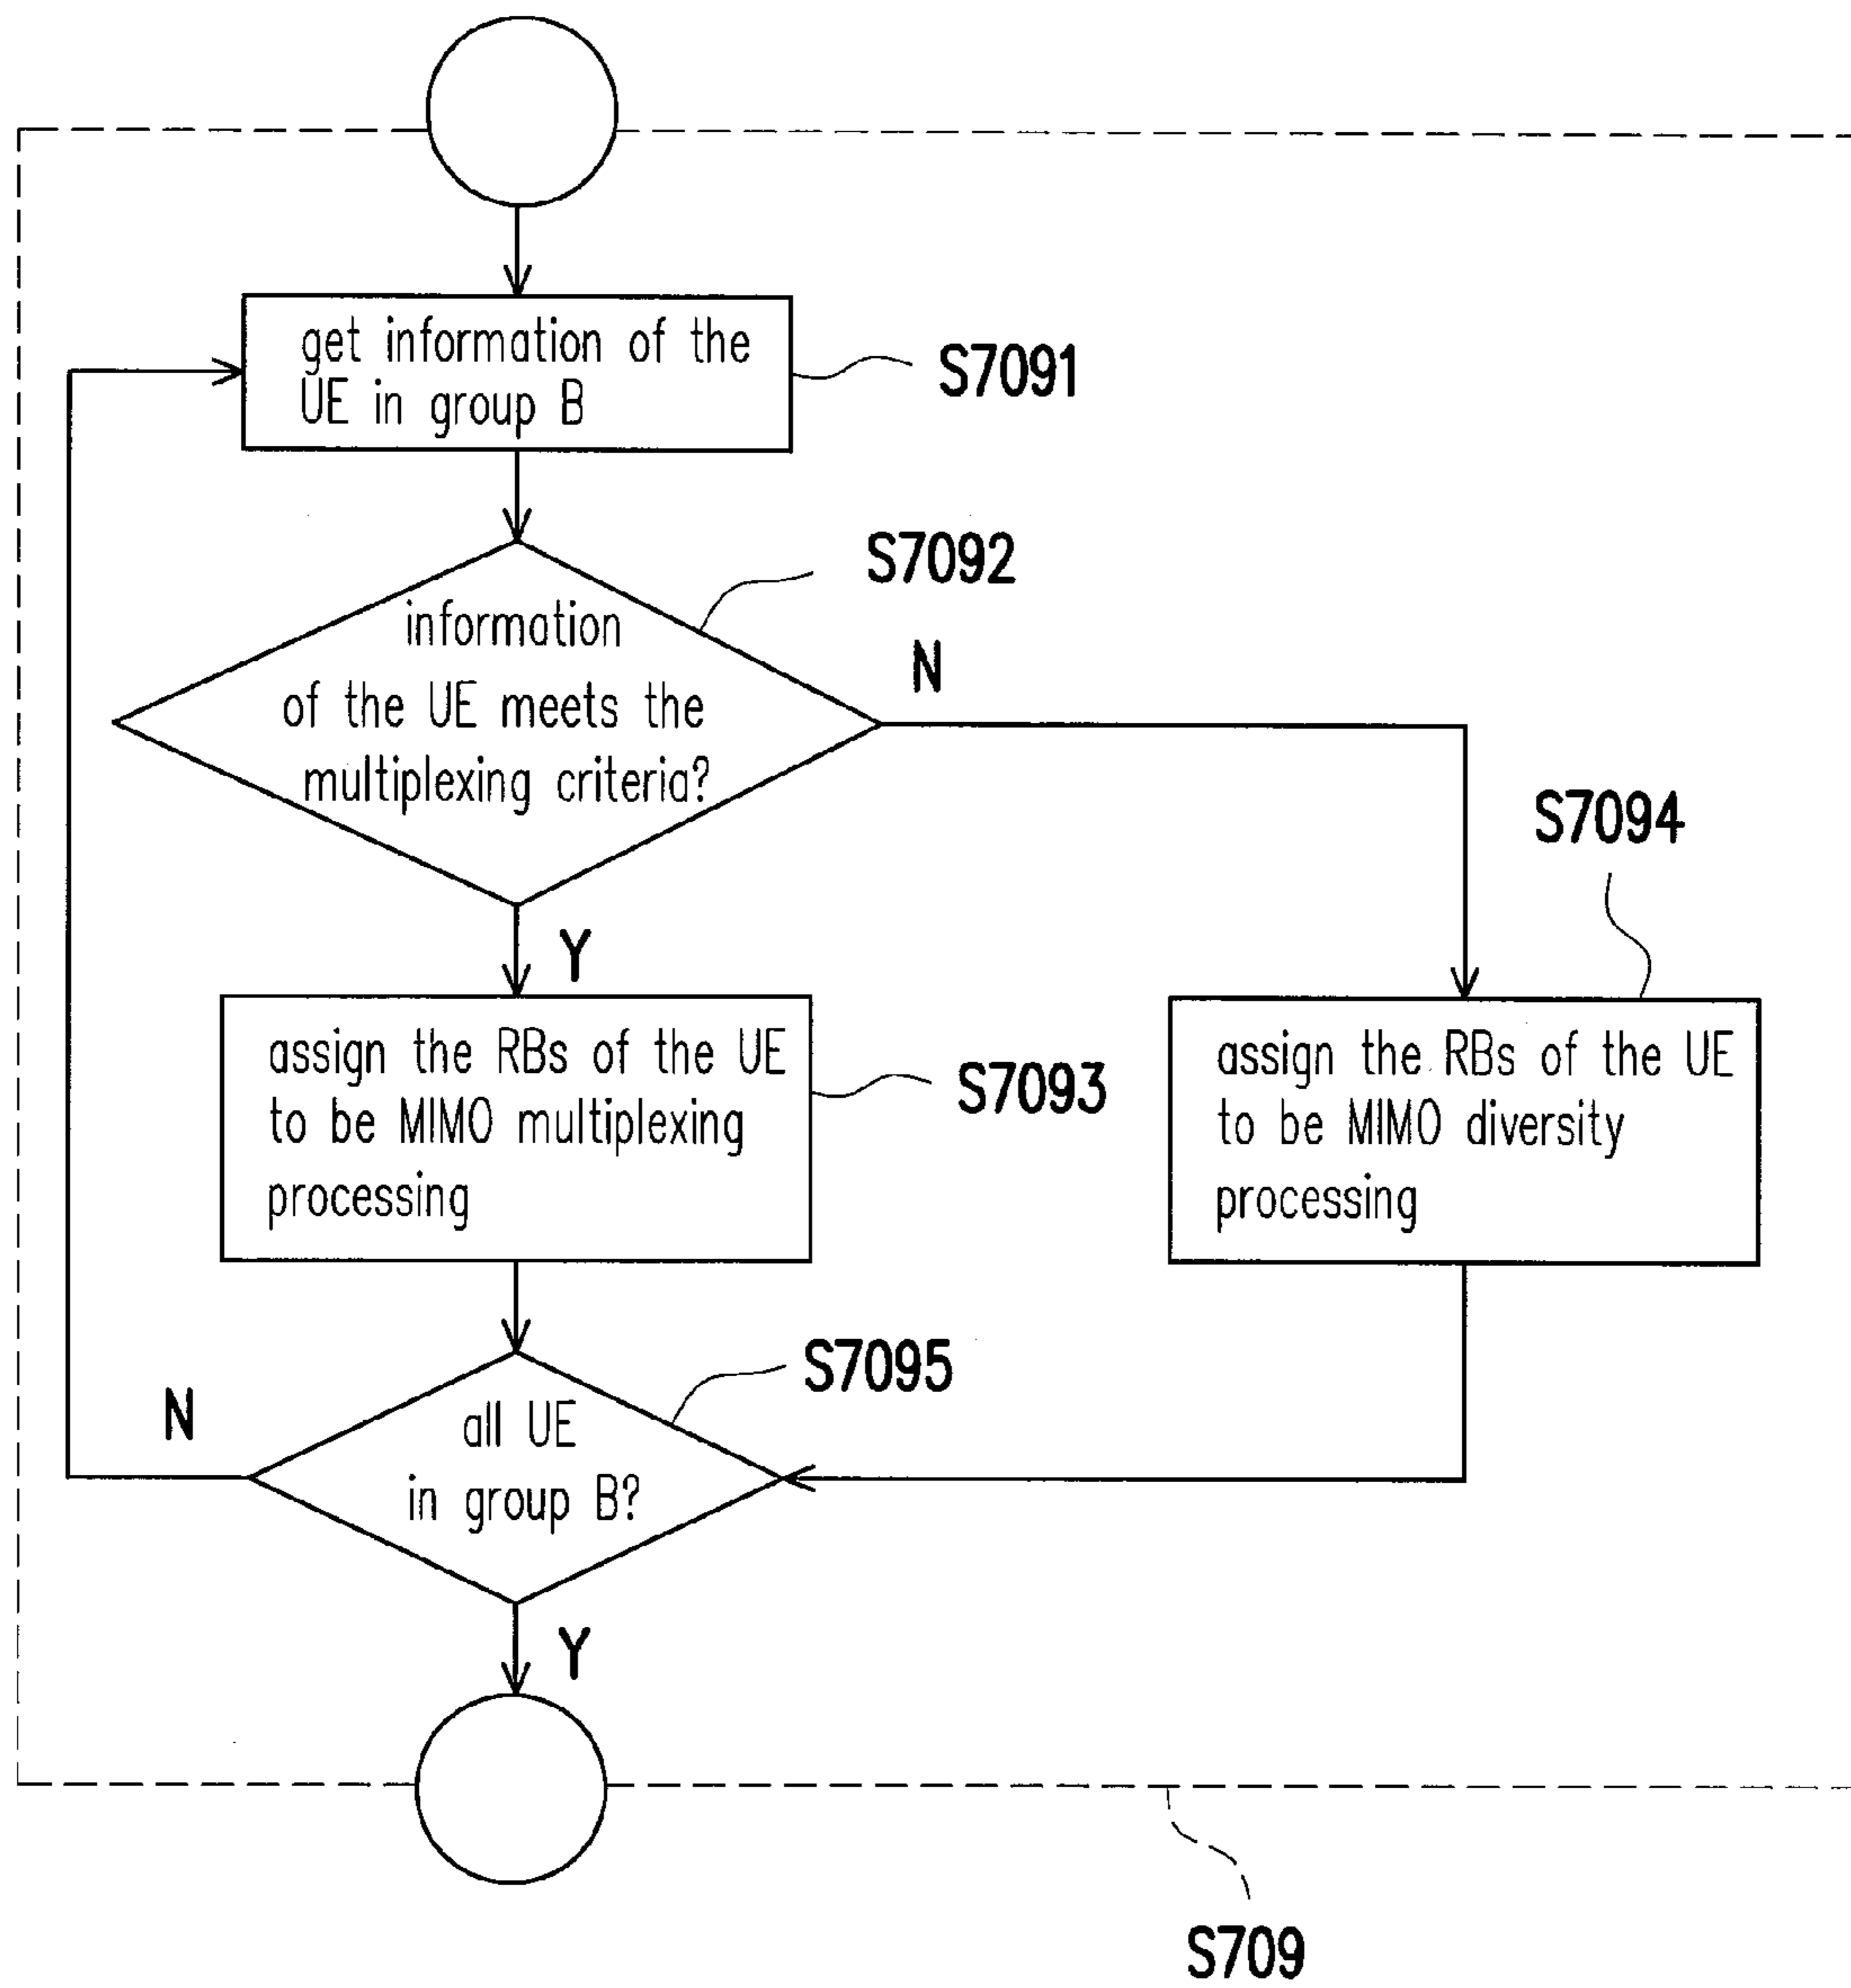 get information of the
UE in group B
S7091
S7092
information
of the UE meets the
multiplexing criteria?
N
S7094
Y
assign the RBs of the UE
to be MIMO multiplexing
processing
S7093
assign the RBs of the UE
to be MIMO diversity
processing
S7095
N
all UE
in group B?
Y
S709